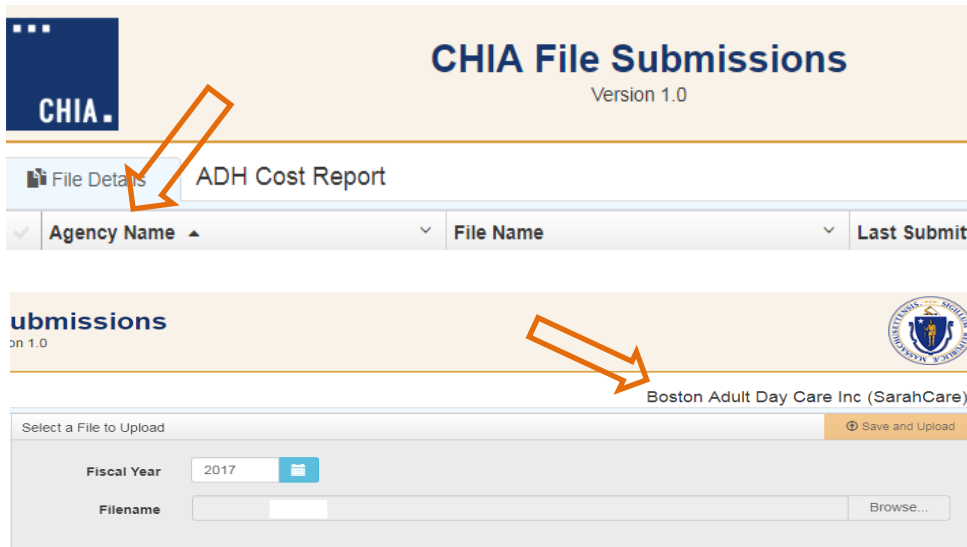 CHIA.
CHIA File Submissions
Version 1.0
File Details ADH Cost Report
Agency Name File Name Last Submit
ubmissions
on 1.0
Boston Adult Day Care Inc (SarahCare)
Select a File to Upload Save and Upload
Fiscal Year 2017
Filename Browse...